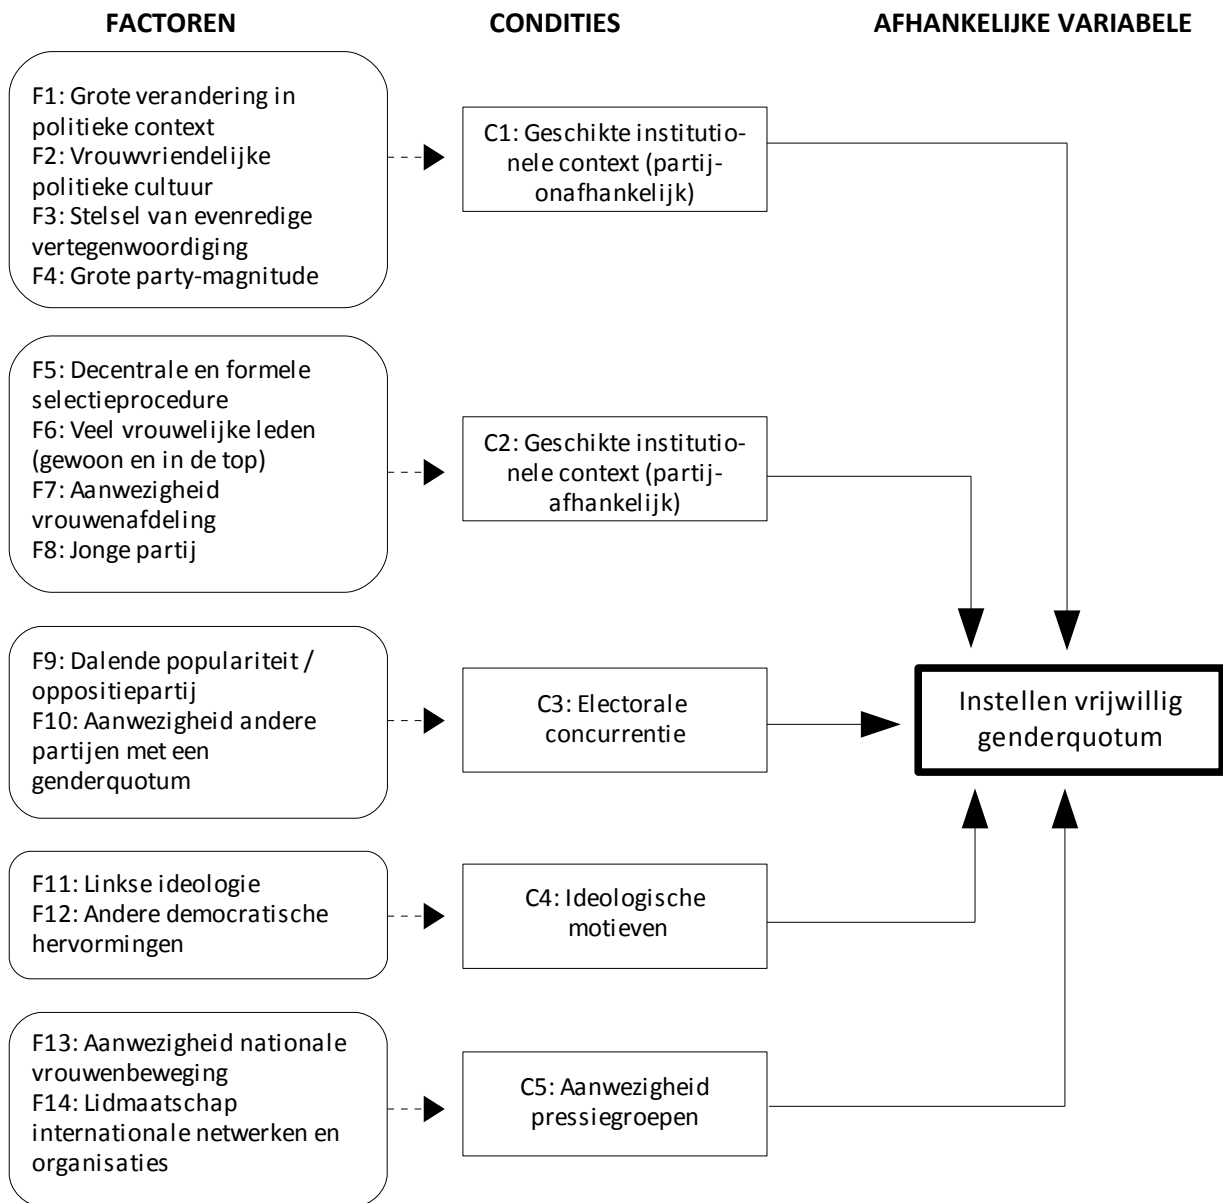 FACTOREN CONDITIES AFHANKELIJKE VARIABELE
F1: Grote verandering in
politieke context
F2: Vrouwvriendelijke
politieke cultuur
F3: Stelsel van evenredige
vertegenwoordiging
F4: Grote party-magnitude
C1: Geschikte institutio-
nele context (partij-
onafhankelijk)
F5: Decentrale en formele
selectieprocedure
F6: Veel vrouwelijke leden
(gewoon en in de top)
F7: Aanwezigheid
vrouwenafdeling
F8: Jonge partij
C2: Geschikte institutio-
nele context (partij-
afhankelijk)
F9: Dalende populariteit /
oppositiepartij
F10: Aanwezigheid andere
partijen met een
genderquotum
C3: Electorale
concurrentie
Instellen vrijwillig
genderquotum
F11: Linkse ideologie
F12: Andere democratische
hervormingen
C4: Ideologische
motieven
F13: Aanwezigheid nationale
vrouwenbeweging
F14: Lidmaatschap
internationale netwerken en
organisaties
C5: Aanwezigheid
pressiegroepen